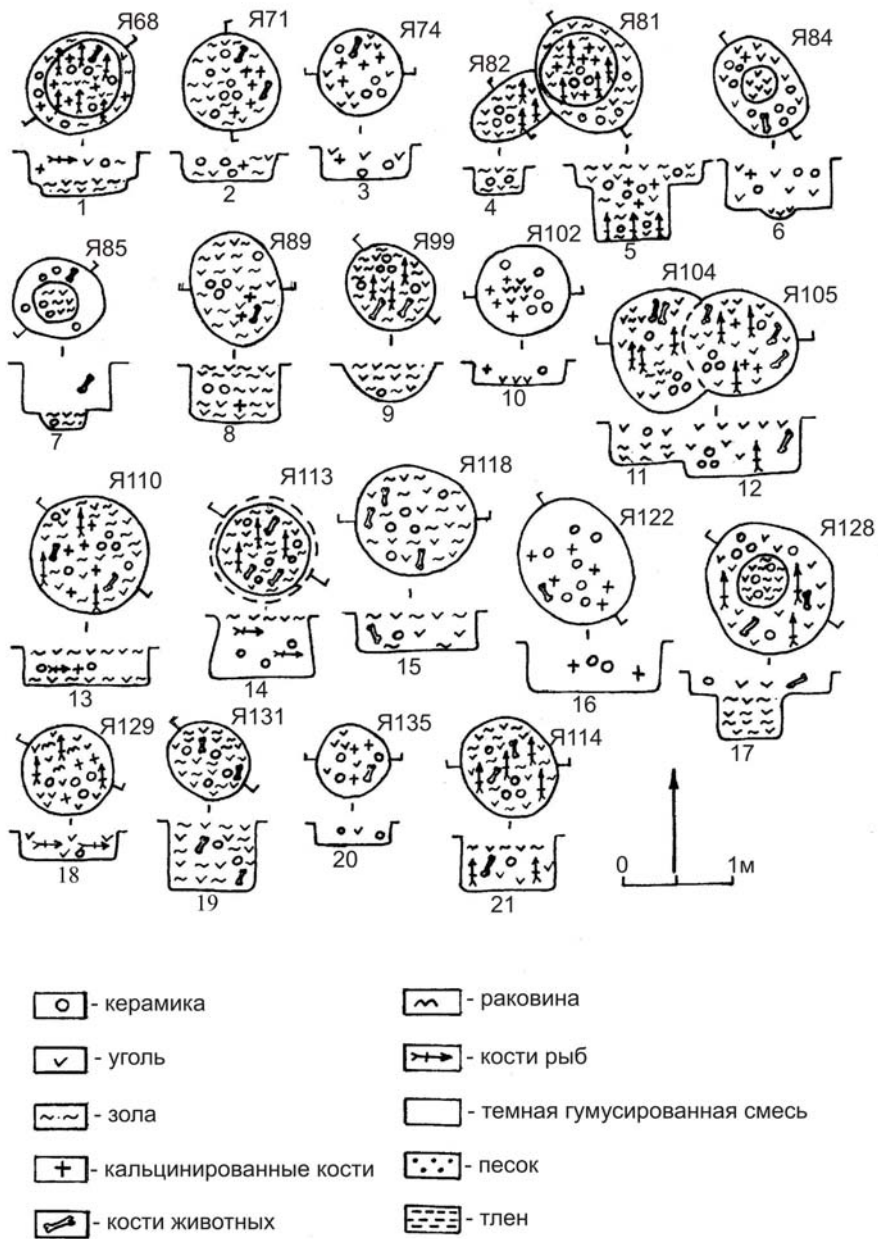 Я68 Я71 Я74 Я82 Я81 Я84
1 2 3 4 5 6
Я85 Я89 Я99 Я102 Я104 Я105
7 8 9 10 11 12
Я110 Я113 Я118 Я122 Я128
13 14 15 16 17
Я129 Я131 Я135 Я114
18 19 20 21
0 1м
- керамика
- уголь
- зола
- кальцинированные кости
- кости животных
- раковина
- кости рыб
- темная гумусированная смесь
- песок
- тлен